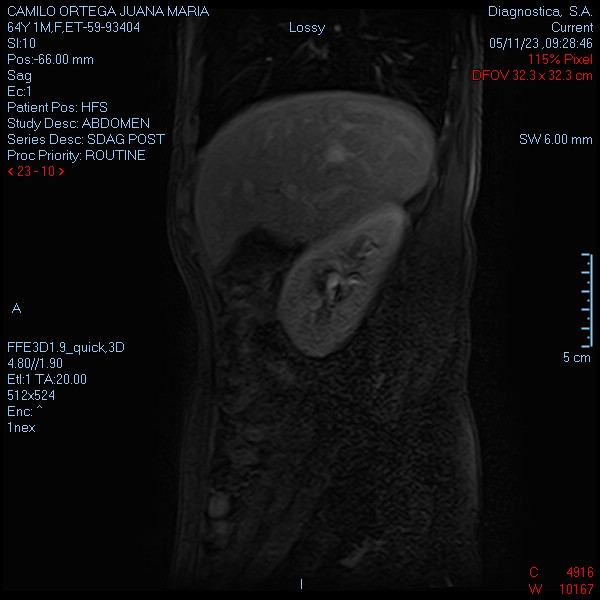 CAMILO ORTEGA JUANA MARIA
64Y 1M,F,ET-59-93404
SI:10
Pos:-66.00 mm
Sag
Ec:1
Patient Pos: HFS
Study Desc: ABDOMEN
Series Desc: SDAG POST
Proc Priority: ROUTINE
< 23 - 10 >
Lossy
Diagnostica, S.A.
Current
05/11/23 ,09:28:46
115% Pixel
DFOV 32.3 x 32.3 cm
SW 6.00 mm
A
5 cm
FFE3D1.9_quick,3D
4.80//1.90
Etl:1 TA:20.00
512x524
Enc: ^
1nex
I
C 4916
W 10167